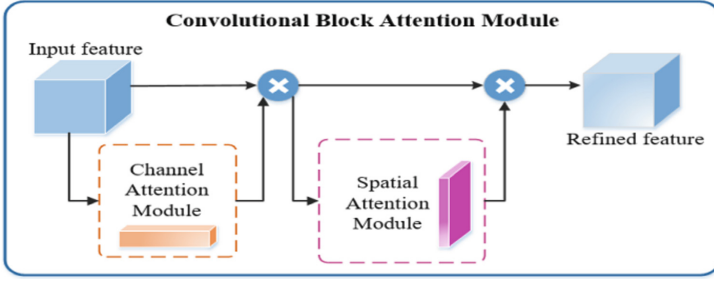 Convolutional Block Attention Module
Input feature
Channel
Attention
Module
Spatial
Attention
Module
Refined feature